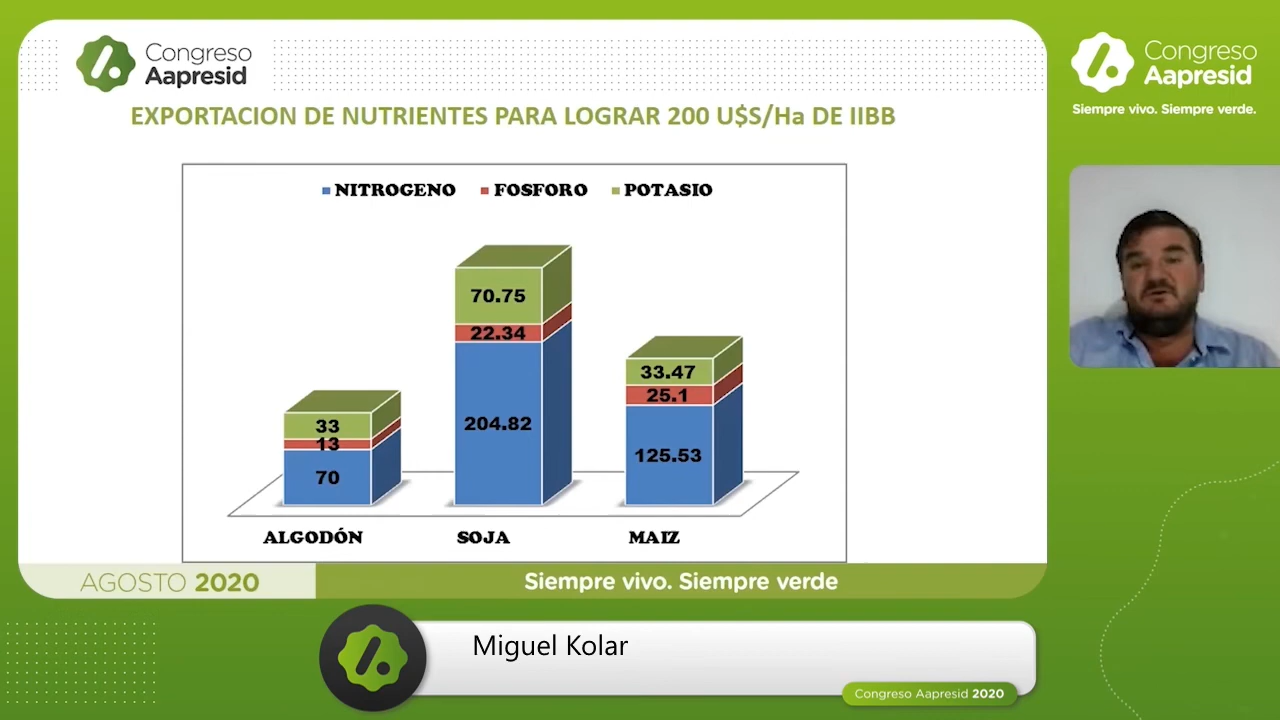 Congreso
Aapresid
EXPORTACION DE NUTRIENTES PARA LOGRAR 200 U$S/Ha DE IIBB
NITROGENO FOSFORO POTASIO
33
13
70
70.75
22.34
204.82
33.47
25.1
125.53
ALGODÓN SOJA MAIZ
AGOSTO 2020
Siempre vivo. Siempre verde
Congreso
Aapresid
Siempre vivo. Siempre verde.
Miguel Kolar
Congreso Aapresid 2020